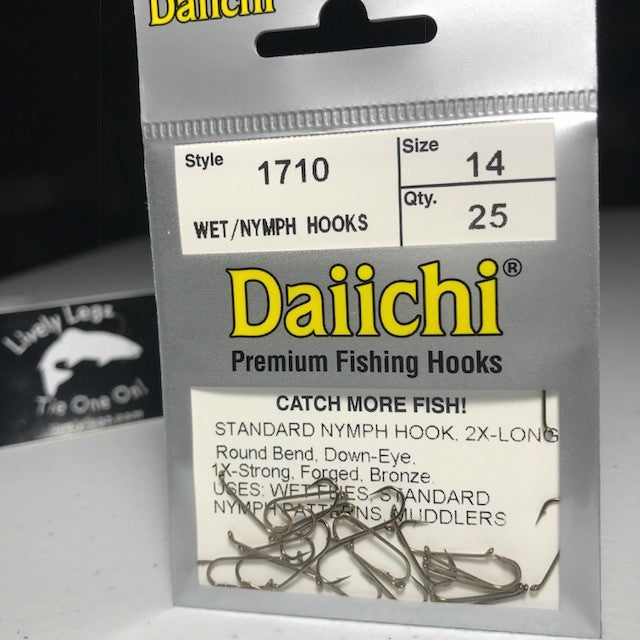 Daiichi
Style 1710
Size 14
WET/NYMPH HOOKS
Qty. 25
Daiichi®
Premium Fishing Hooks
CATCH MORE FISH!
STANDARD NYMPH HOOK, 2X-LONG
Round Bend, Down-Eye,
1X-Strong, Forged, Bronze.
USES: WET FLIES, STANDARD
NYMPH PATTERNS, MUDDLERS
Lively Legz
Tie One On!